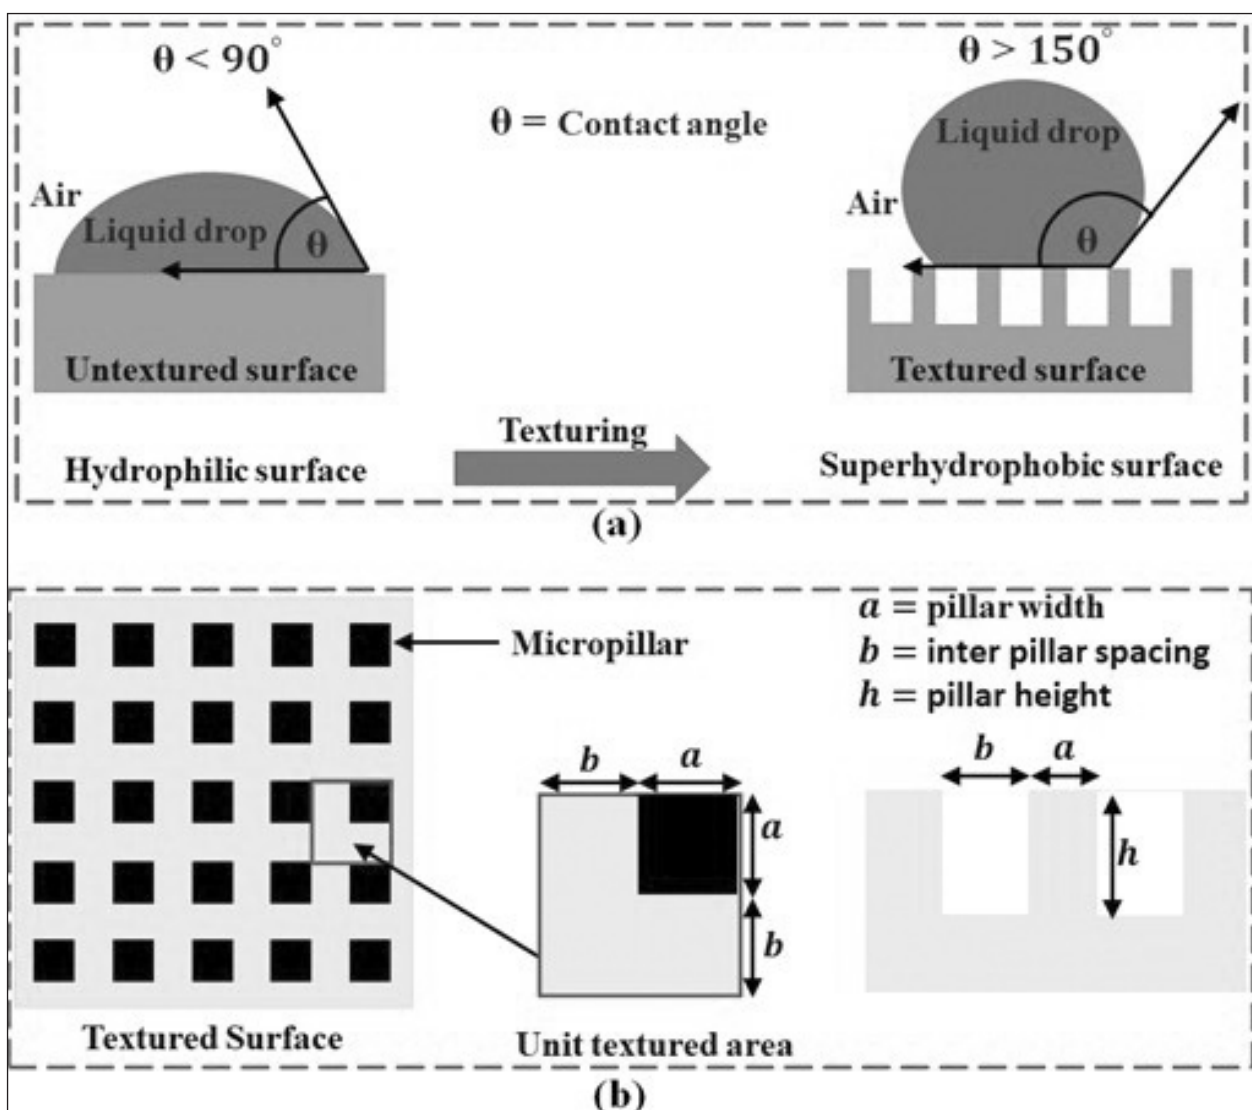 θ < 90°
θ > 150°
θ = Contact angle
Liquid drop
Air
Liquid drop
θ
Air
θ
Untextured surface
Textured surface
Texturing
Hydrophilic surface
Superhydrophobic surface
(a)
a = pillar width
b = inter pillar spacing
h = pillar height
Micropillar
b
a
a
b
b
a
h
Textured Surface
Unit textured area
(b)